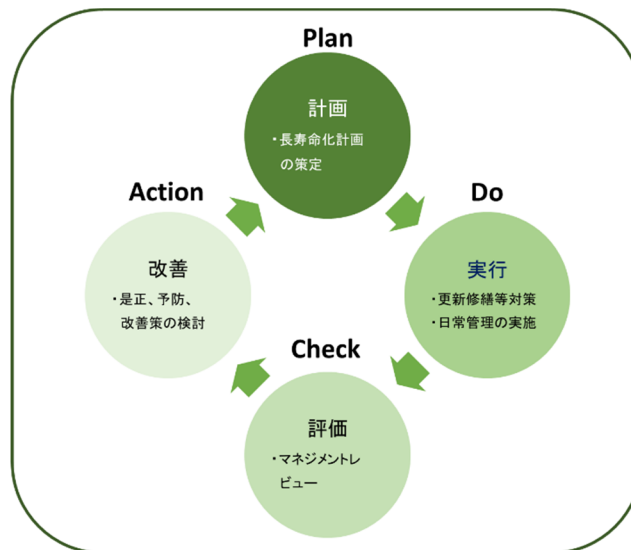 Plan
計画
・長寿命化計画
の策定
Do
実行
・更新修繕等対策
・日常管理の実施
Check
評価
・マネジメントレ
ビュー
Action
改善
・是正、予防、
改善策の検討